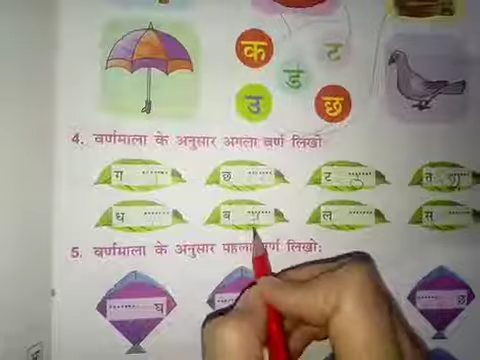 क ट
ड
उ छ
4. वर्णमाला के अनुसार अगला वर्ण लिखो
ग ...... छ ...... ट ठ त थ
ध ...... ब ...... ल ...... स ......
5. वर्णमाला के अनुसार पहला वर्ण लिखो:
...... घ ...... छ